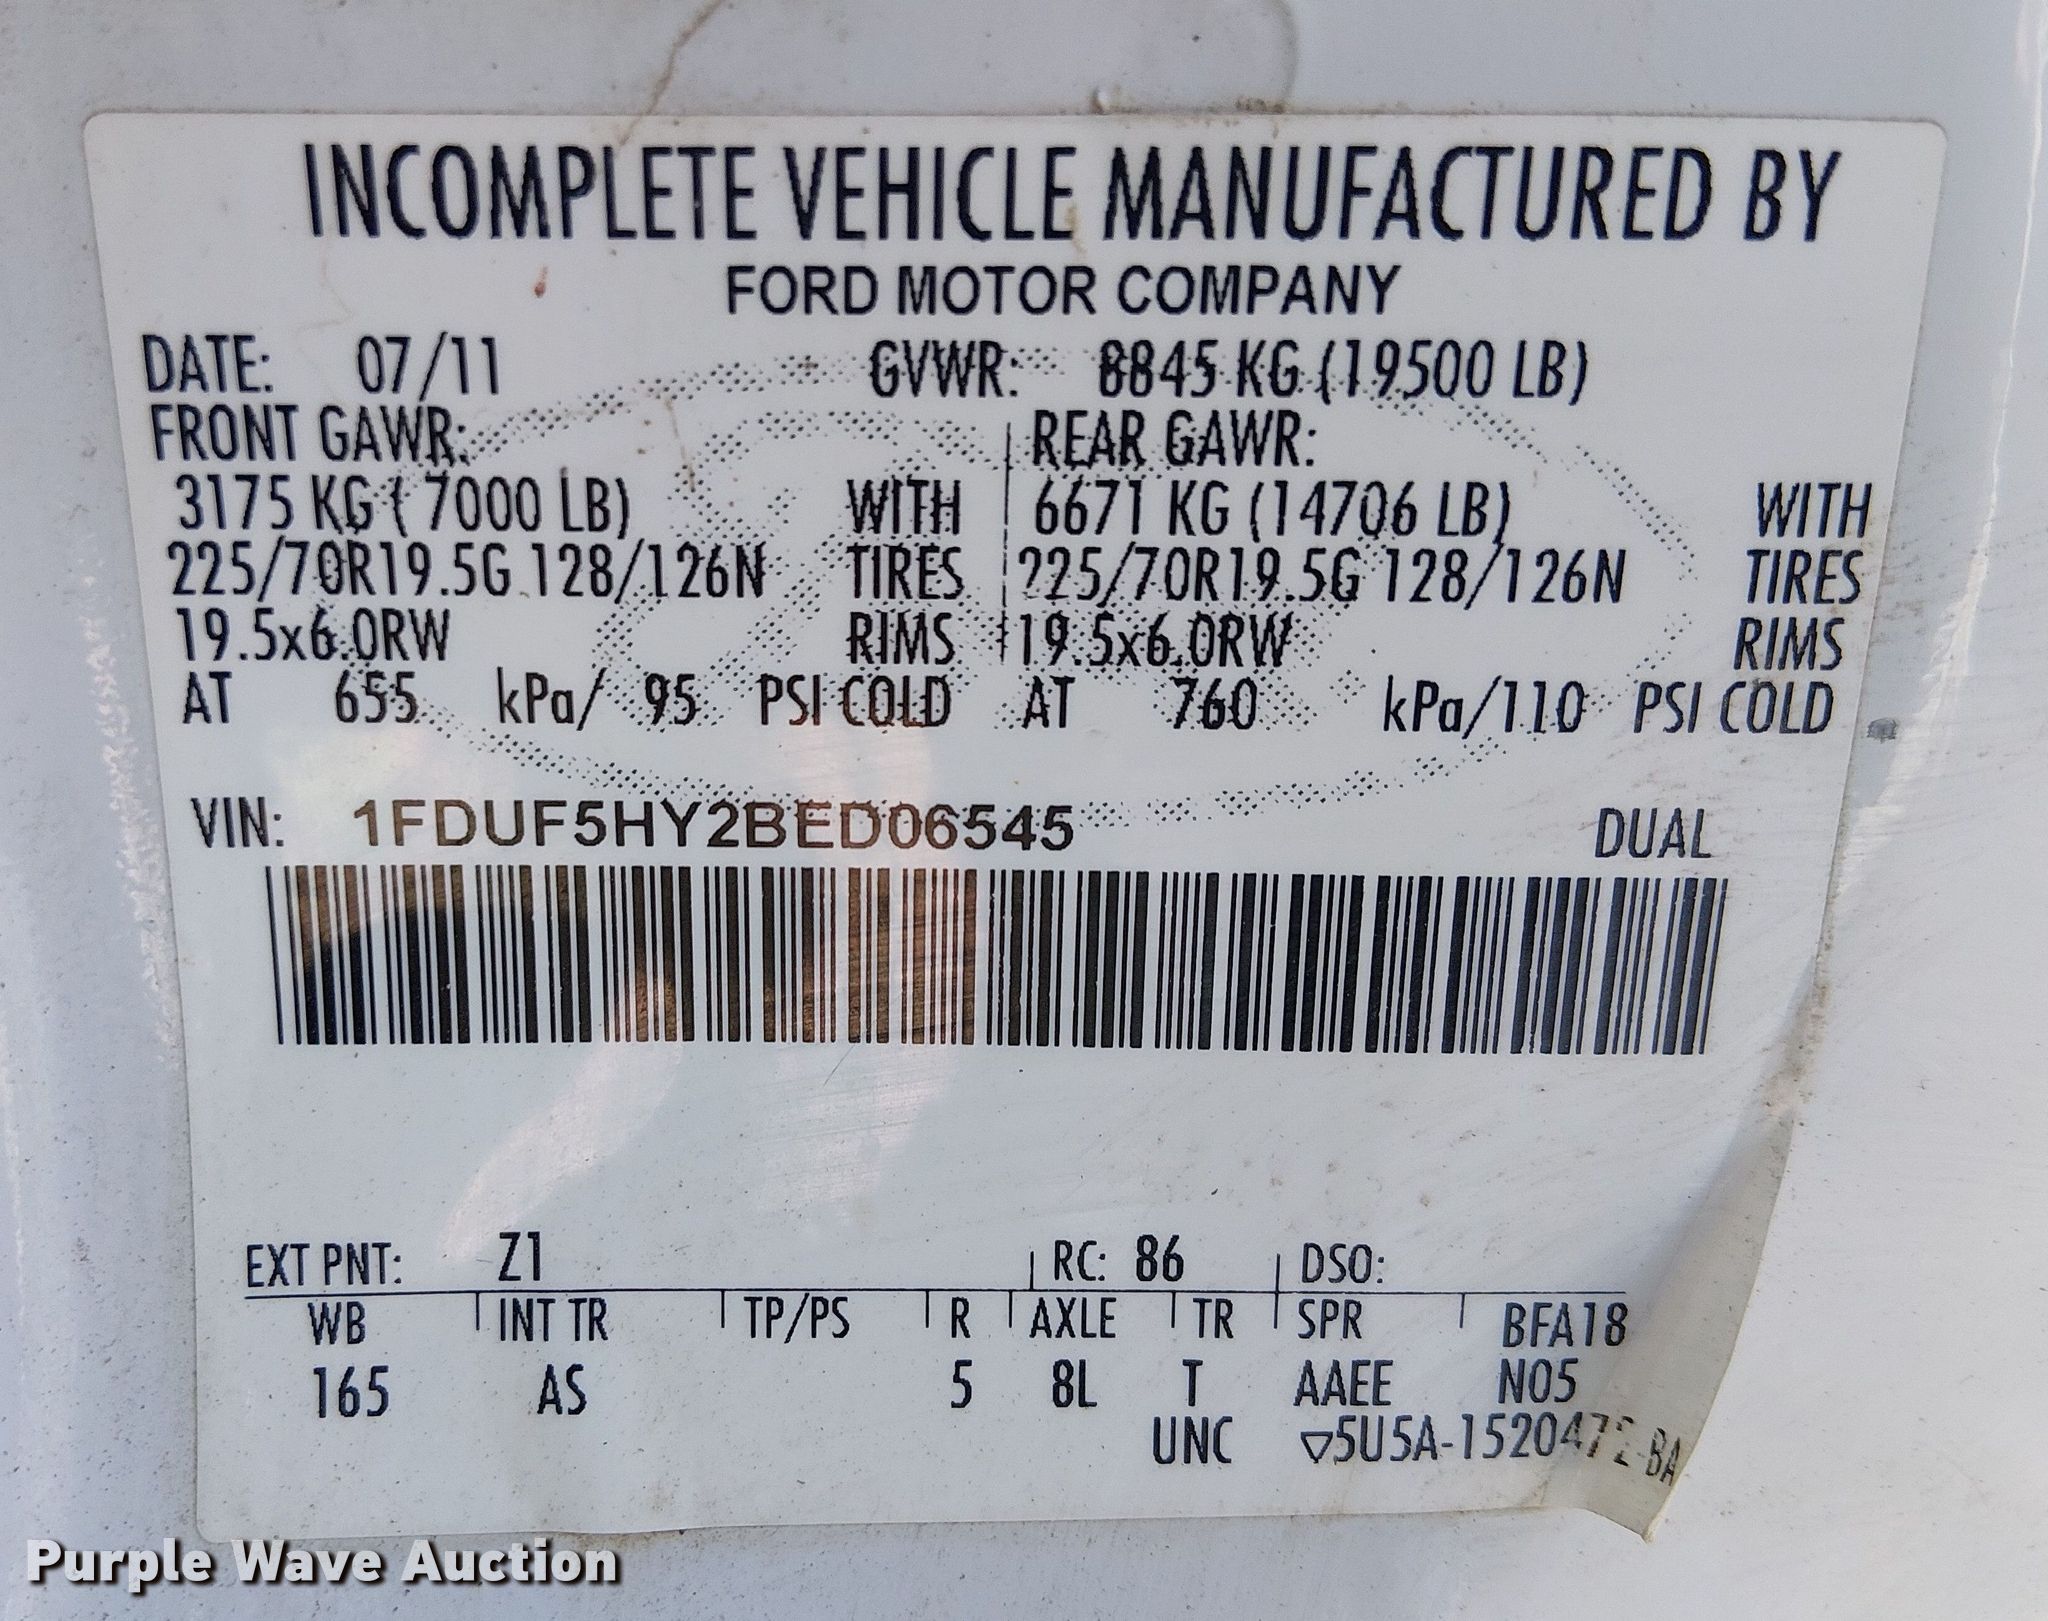 INCOMPLETE VEHICLE MANUFACTURED BY
FORD MOTOR COMPANY
DATE: 07/11 GVWR: 8845 KG (19500 LB)
FRONT GAWR: REAR GAWR:
3175 KG ( 7000 LB) WITH 6671 KG (14706 LB) WITH
225/70R19.5G 128/126N TIRES 225/70R19.5G 128/126N TIRES
19.5x6.0RW RIMS 19.5x6.0RW RIMS
AT 655 kPa/ 95 PSI COLD AT 760 kPa/110 PSI COLD
VIN: 1FDUF5HY2BED06545 DUAL
EXT PNT: Z1 RC: 86 DSO:
WB INT TR TP/PS R AXLE TR SPR BFA18
165 AS 5 8L T AAEE N05
UNC ▽5U5A-1520472-BA
Purple Wave Auction